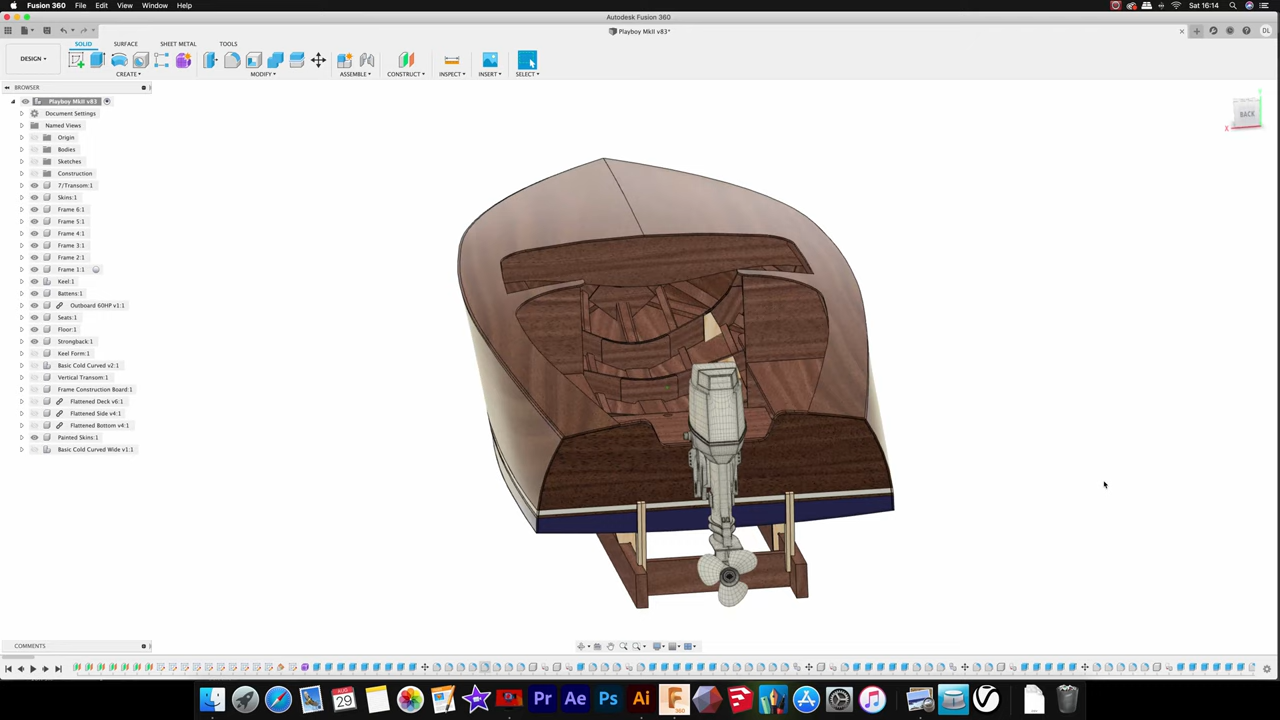 Fusion 360 File Edit View Window Help
Sat 16:14
Autodesk Fusion 360
Playboy MkII v83*
DL
SOLID SURFACE SHEET METAL TOOLS
DESIGN
CREATE MODIFY ASSEMBLE CONSTRUCT INSPECT INSERT SELECT
BROWSER
Playboy MkII v83
Document Settings
Named Views
Origin
Bodies
Sketches
Construction
7/Transom:1
Skins:1
Frame 6:1
Frame 5:1
Frame 4:1
Frame 3:1
Frame 2:1
Frame 1:1
Keel:1
Battens:1
Outboard 60HP v1:1
Seats:1
Floor:1
Strongback:1
Keel Form:1
Basic Cold Curved v2:1
Vertical Transom:1
Frame Construction Board:1
Flattened Deck v6:1
Flattened Side v4:1
Flattened Bottom v4:1
Painted Skins:1
Basic Cold Curved Wide v1:1
BACK
X
COMMENTS
AUG
29
Pr Ae Ps Ai F
360